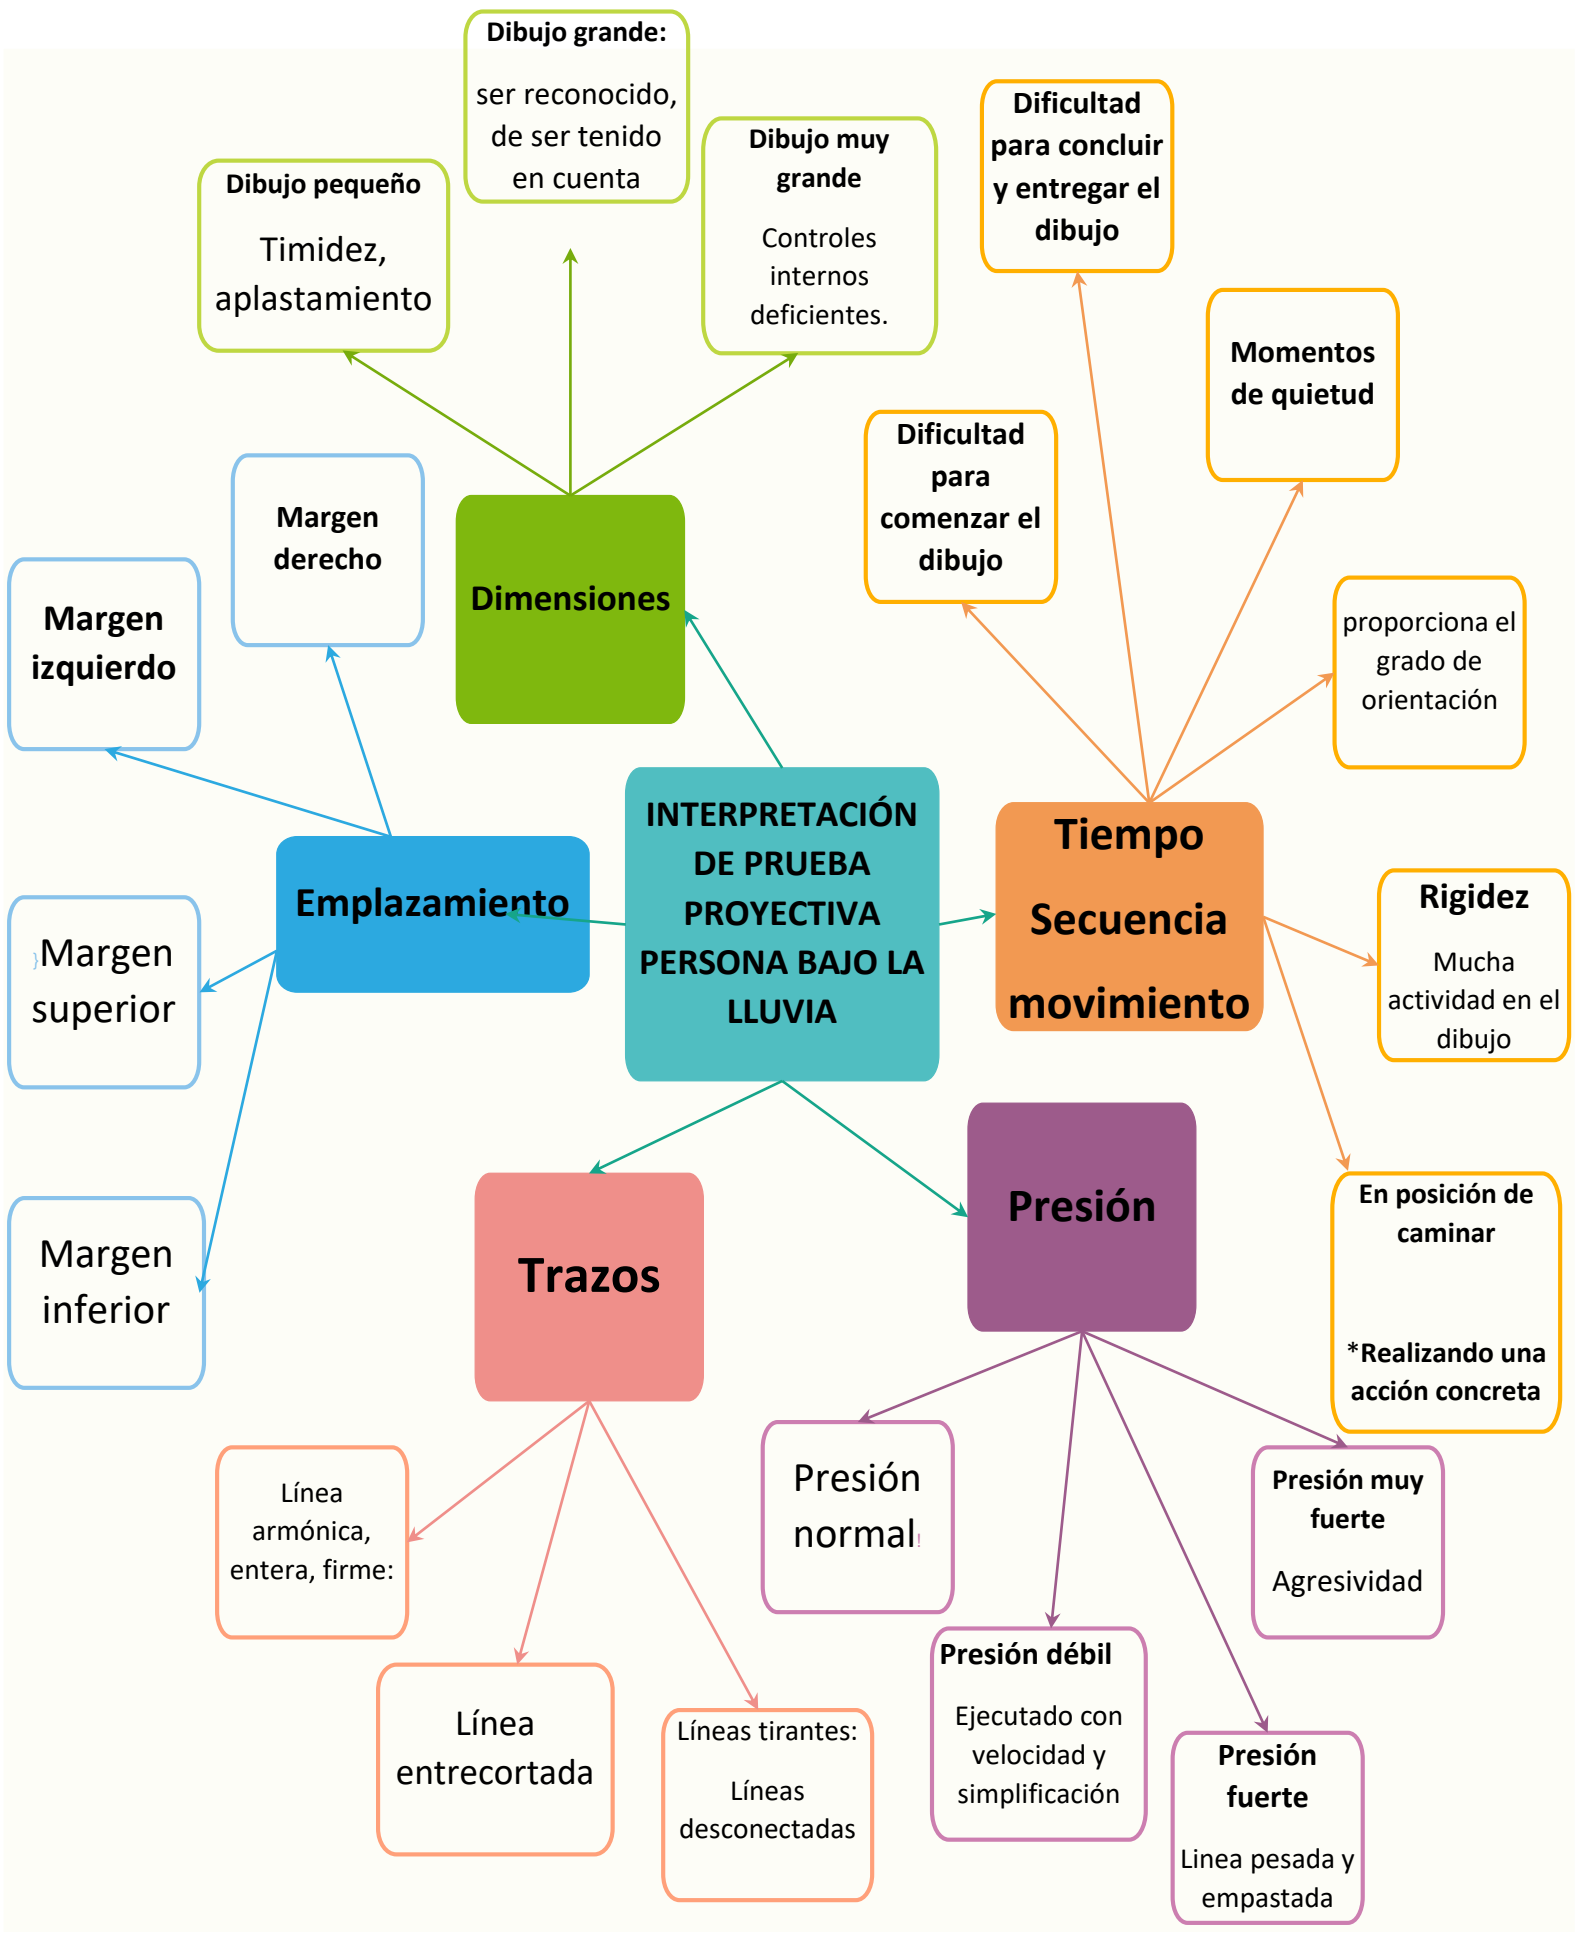 Dibujo grande:
ser reconocido,
de ser tenido
en cuenta
Dibujo pequeño
Timidez,
aplastamiento
Dibujo muy
grande
Controles
internos
deficientes.
Dificultad
para concluir
y entregar el
dibujo
Momentos
de quietud
Dificultad
para
comenzar el
dibujo
proporciona el
grado de
orientación
Margen
derecho
Margen
izquierdo
Dimensiones
INTERPRETACIÓN
DE PRUEBA
PROYECTIVA
PERSONA BAJO LA
LLUVIA
Tiempo
Secuencia
movimiento
Emplazamiento
}Margen
superior
Margen
inferior
Rigidez
Mucha
actividad en el
dibujo
En posición de
caminar
*Realizando una
acción concreta
Trazos
Presión
Línea
armónica,
entera, firme:
Línea
entrecortada
Líneas tirantes:
Líneas
desconectadas
Presión
normal!
Presión débil
Ejecutado con
velocidad y
simplificación
Presión
fuerte
Linea pesada y
empastada
Presión muy
fuerte
Agresividad